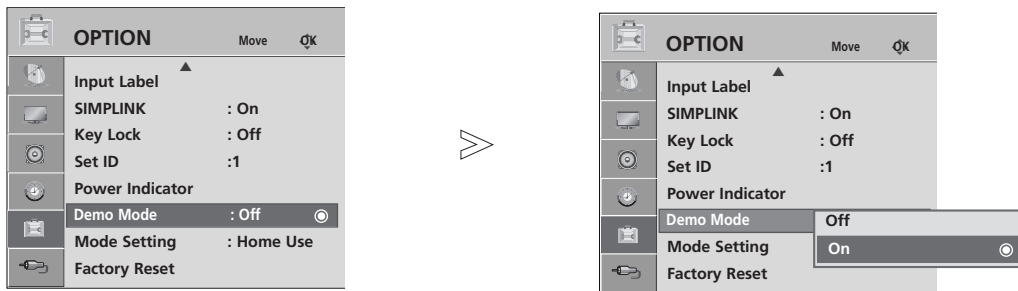 OPTION Move OK
Input Label
SIMPLINK : On
Key Lock : Off
Set ID :1
Power Indicator
Demo Mode : Off
Mode Setting : Home Use
Factory Reset
OPTION Move OK
Input Label
SIMPLINK : On
Key Lock : Off
Set ID :1
Power Indicator
Demo Mode Off
Mode Setting On
Factory Reset